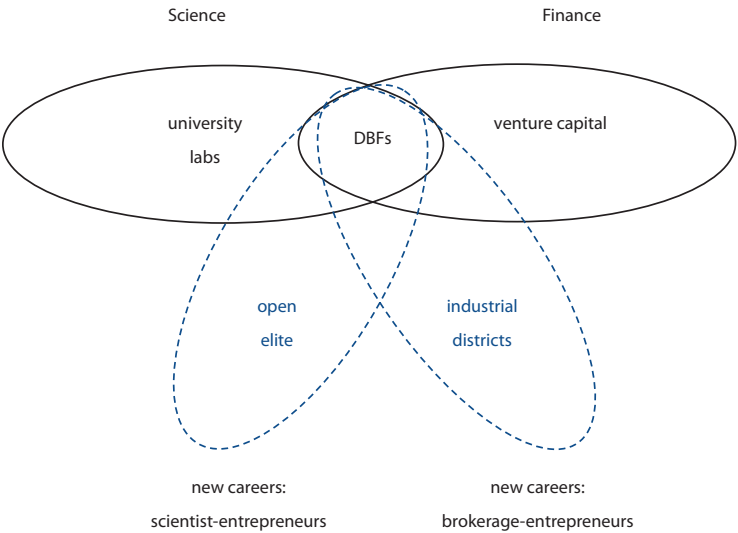 Science
Finance
university
labs
DBFs
venture capital
open
elite
industrial
districts
new careers:
scientist-entrepreneurs
new careers:
brokerage-entrepreneurs